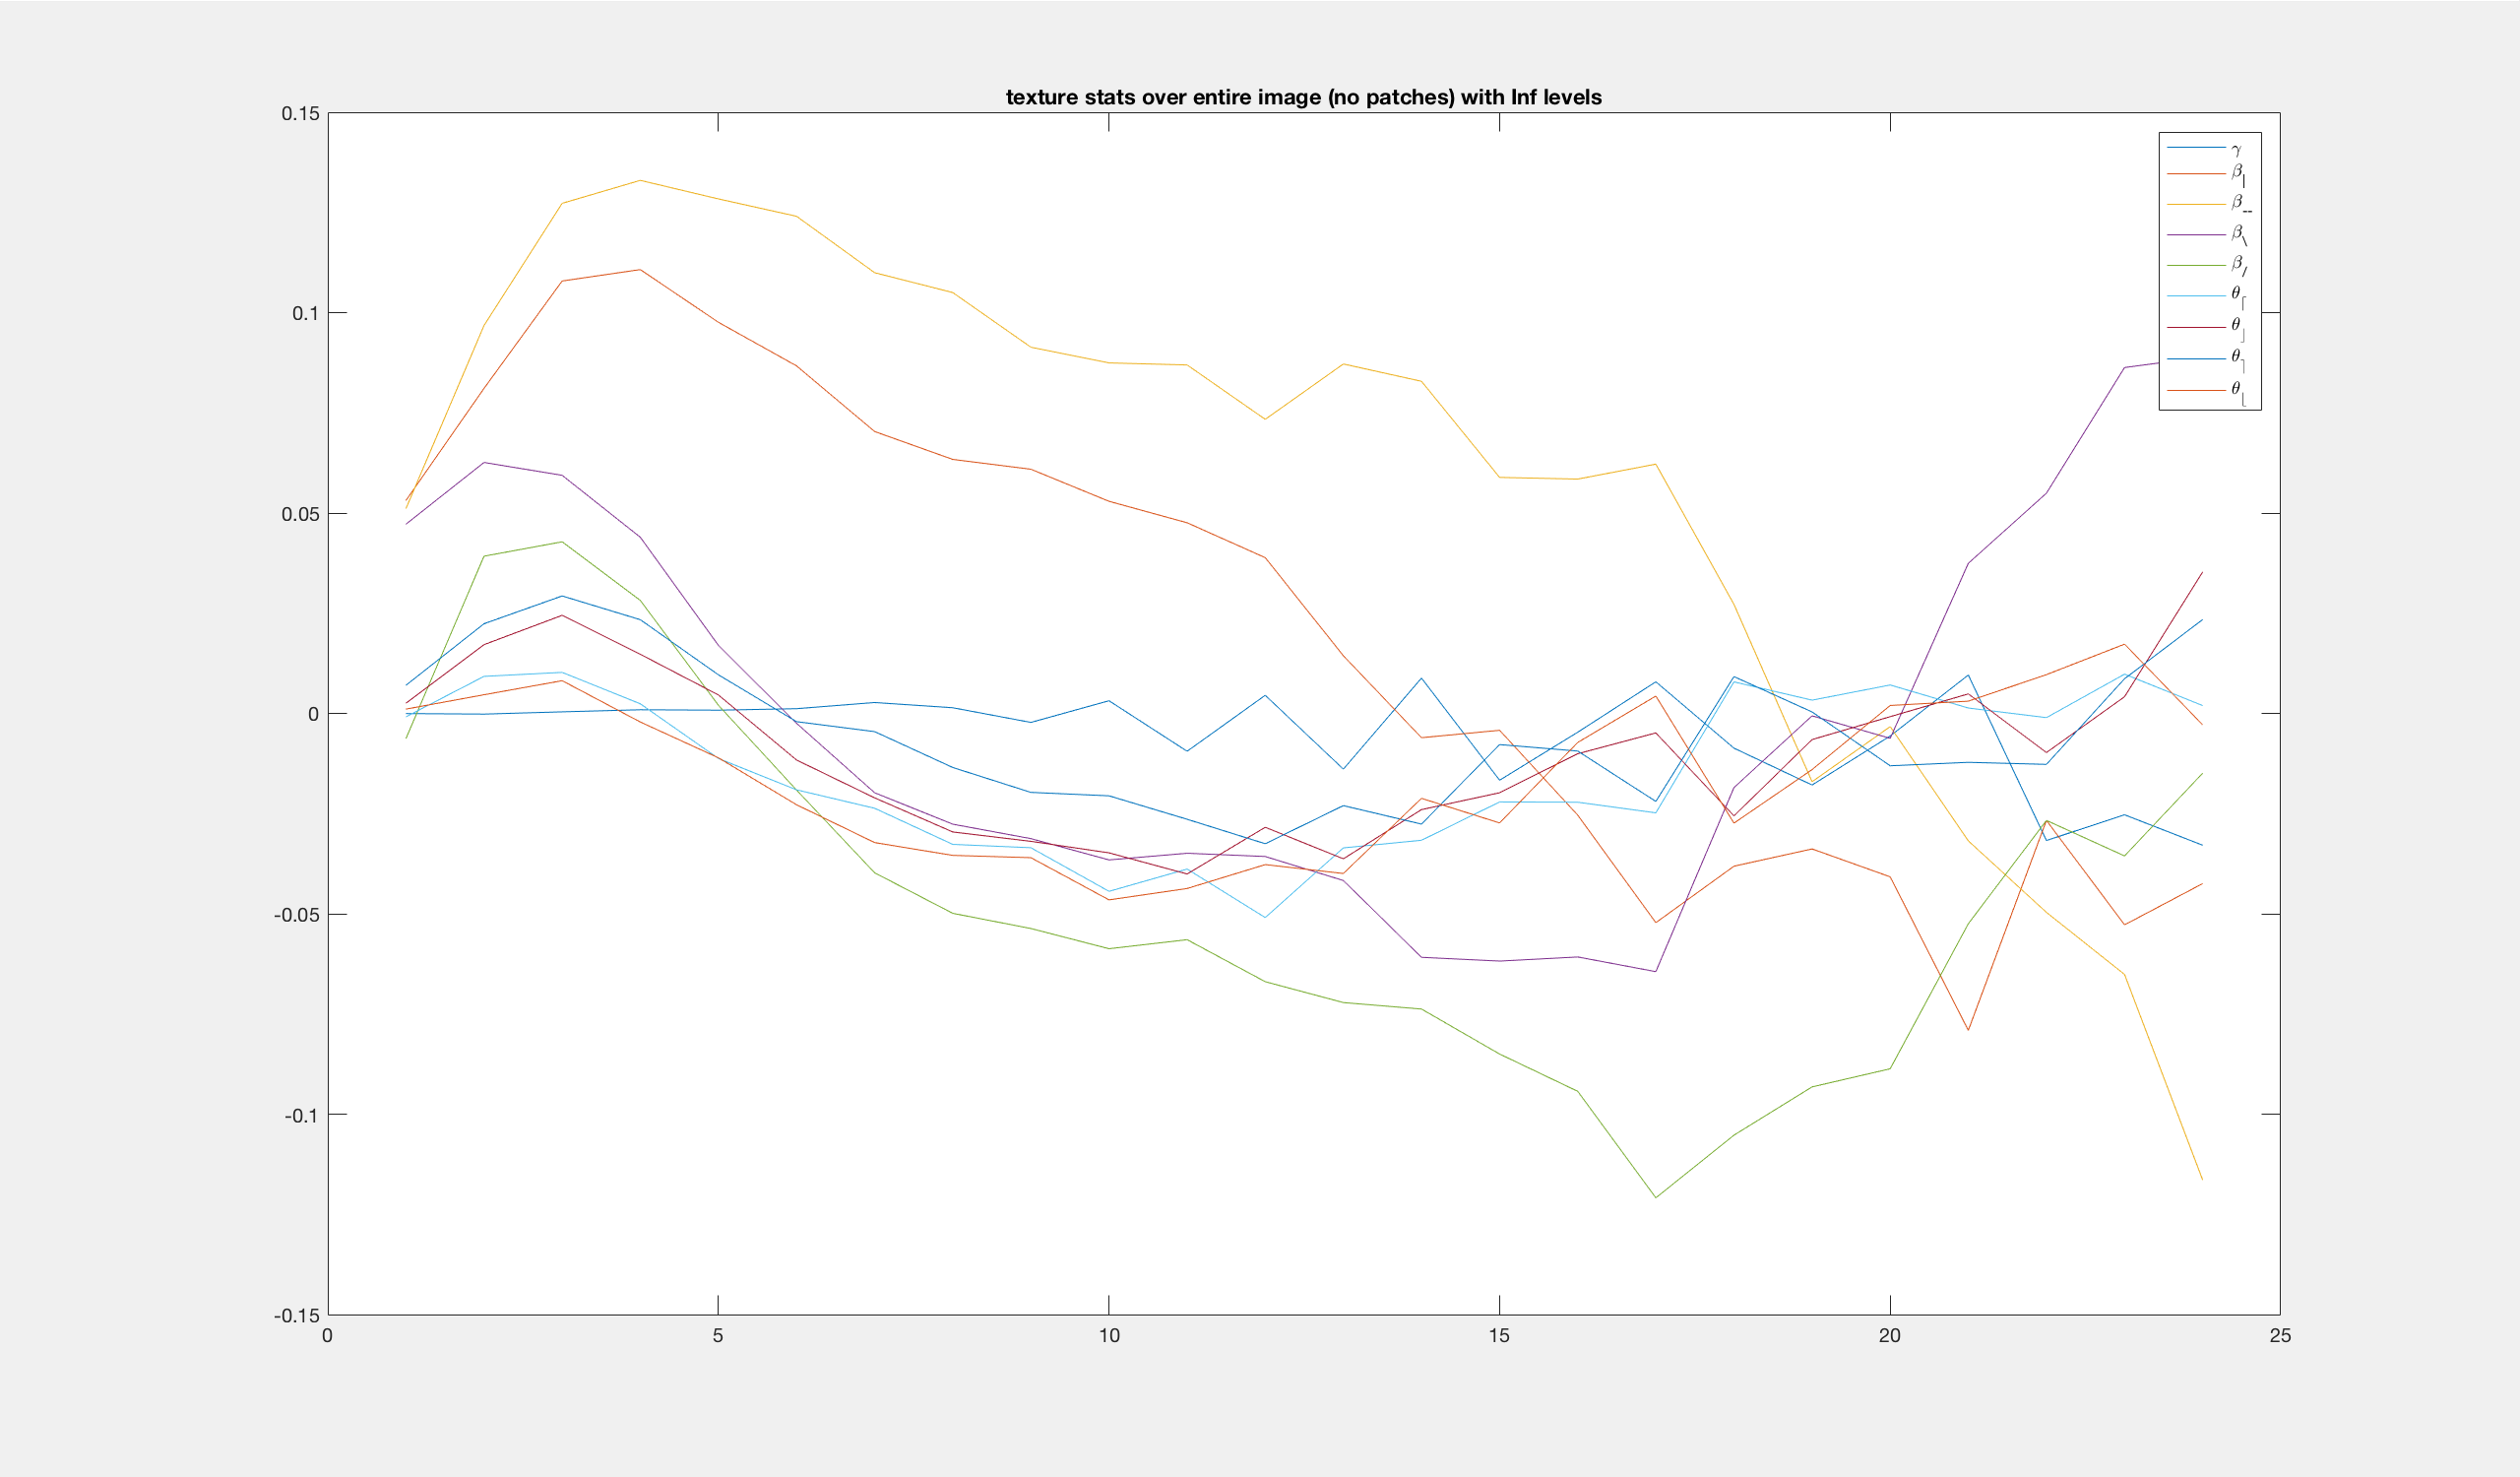 texture stats over entire image (no patches) with Inf levels
0.15
0.1
0.05
0
-0.05
-0.1
-0.15
0 5 10 15 20 25
γ
β|
β--
β\
β/
θ⌈
θ⌋
θ⌉
θ⌊